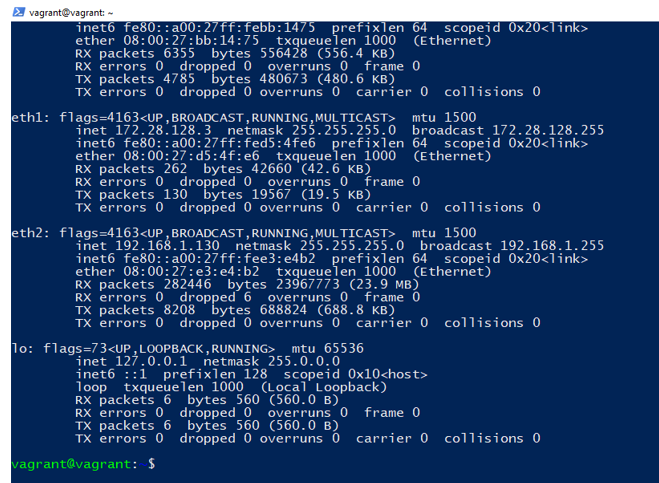 vagrant@vagrant: ~
inet6 fe80::a00:27ff:febb:1475  prefixlen 64  scopeid 0x20<link>
ether 08:00:27:bb:14:75  txqueuelen 1000  (Ethernet)
RX packets 6355  bytes 556428 (556.4 KB)
RX errors 0  dropped 0  overruns 0  frame 0
TX packets 4785  bytes 480673 (480.6 KB)
TX errors 0  dropped 0 overruns 0  carrier 0  collisions 0
eth1: flags=4163<UP,BROADCAST,RUNNING,MULTICAST>  mtu 1500
inet 172.28.128.3  netmask 255.255.255.0  broadcast 172.28.128.255
inet6 fe80::a00:27ff:fed5:4fe6  prefixlen 64  scopeid 0x20<link>
ether 08:00:27:d5:4f:e6  txqueuelen 1000  (Ethernet)
RX packets 262  bytes 42660 (42.6 KB)
RX errors 0  dropped 0  overruns 0  frame 0
TX packets 130  bytes 19567 (19.5 KB)
TX errors 0  dropped 0 overruns 0  carrier 0  collisions 0
eth2: flags=4163<UP,BROADCAST,RUNNING,MULTICAST>  mtu 1500
inet 192.168.1.130  netmask 255.255.255.0  broadcast 192.168.1.255
inet6 fe80::a00:27ff:fee3:e4b2  prefixlen 64  scopeid 0x20<link>
ether 08:00:27:e3:e4:b2  txqueuelen 1000  (Ethernet)
RX packets 282446  bytes 23967773 (23.9 MB)
RX errors 0  dropped 6  overruns 0  frame 0
TX packets 8208  bytes 688824 (688.8 KB)
TX errors 0  dropped 0 overruns 0  carrier 0  collisions 0
lo: flags=73<UP,LOOPBACK,RUNNING>  mtu 65536
inet 127.0.0.1  netmask 255.0.0.0
inet6 ::1  prefixlen 128  scopeid 0x10<host>
loop  txqueuelen 1000  (Local Loopback)
RX packets 6  bytes 560 (560.0 B)
RX errors 0  dropped 0  overruns 0  frame 0
TX packets 6  bytes 560 (560.0 B)
TX errors 0  dropped 0 overruns 0  carrier 0  collisions 0
vagrant@vagrant: $